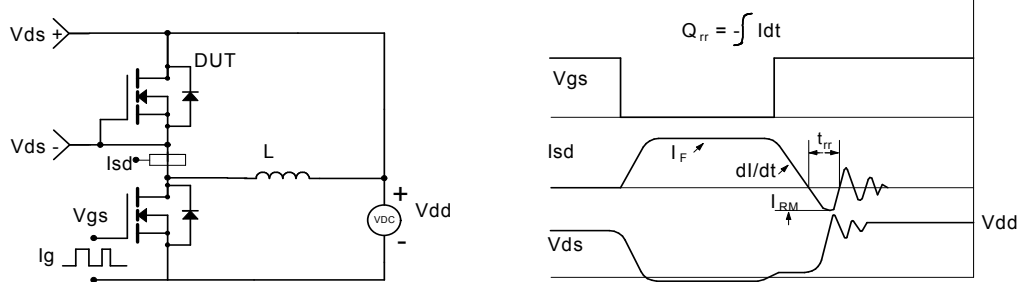 Vds +
DUT
Vds -
Isd
L
+
VDC
Vdd
-
Vgs
Ig
Q rr = -∫ Idt
Vgs
Isd
I F
dI/dt
t rr
I RM
Vdd
Vds